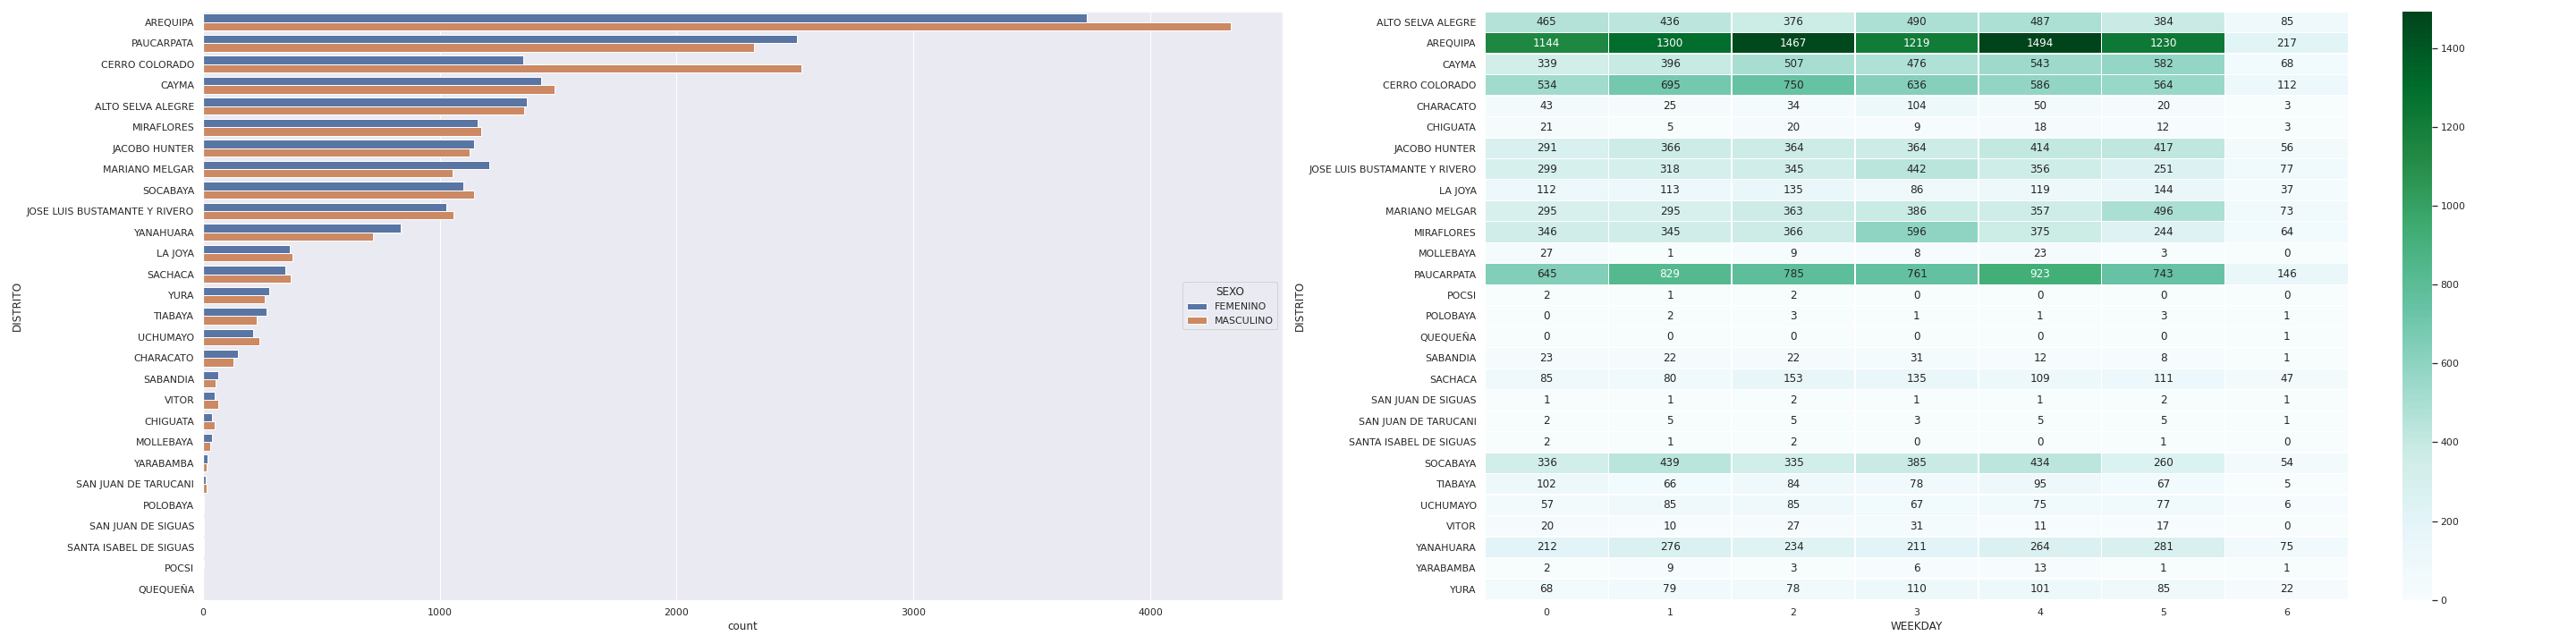 DISTRITO
AREQUIPA
PAUCARPATA
CERRO COLORADO
CAYMA
ALTO SELVA ALEGRE
MIRAFLORES
JACOBO HUNTER
MARIANO MELGAR
SOCABAYA
JOSE LUIS BUSTAMANTE Y RIVERO
YANAHUARA
LA JOYA
SACHACA
YURA
TIABAYA
UCHUMAYO
CHARACATO
SABANDIA
VITOR
CHIGUATA
MOLLEBAYA
YARABAMBA
SAN JUAN DE TARUCANI
POLOBAYA
SAN JUAN DE SIGUAS
SANTA ISABEL DE SIGUAS
POCSI
QUEQUEÑA
0 1000 2000 3000 4000
count
SEXO
FEMENINO
MASCULINO
DISTRITO
ALTO SELVA ALEGRE 465 436 376 490 487 384 85
AREQUIPA 1144 1300 1467 1219 1494 1230 217
CAYMA 339 396 507 476 543 582 68
CERRO COLORADO 534 695 750 636 586 564 112
CHARACATO 43 25 34 104 50 20 3
CHIGUATA 21 5 20 9 18 12 3
JACOBO HUNTER 291 366 364 364 414 417 56
JOSE LUIS BUSTAMANTE Y RIVERO 299 318 345 442 356 251 77
LA JOYA 112 113 135 86 119 144 37
MARIANO MELGAR 295 295 363 386 357 496 73
MIRAFLORES 346 345 366 596 375 244 64
MOLLEBAYA 27 1 9 8 23 3 0
PAUCARPATA 645 829 785 761 923 743 146
POCSI 2 1 2 0 0 0 0
POLOBAYA 0 2 3 1 1 3 1
QUEQUEÑA 0 0 0 0 0 0 1
SABANDIA 23 22 22 31 12 8 1
SACHACA 85 80 153 135 109 111 47
SAN JUAN DE SIGUAS 1 1 2 1 1 2 1
SAN JUAN DE TARUCANI 2 5 5 3 5 5 1
SANTA ISABEL DE SIGUAS 2 1 2 0 0 1 0
SOCABAYA 336 439 335 385 434 260 54
TIABAYA 102 66 84 78 95 67 5
UCHUMAYO 57 85 85 67 75 77 6
VITOR 20 10 27 31 11 17 0
YANAHUARA 212 276 234 211 264 281 75
YARABAMBA 2 9 3 6 13 1 1
YURA 68 79 78 110 101 85 22
0 1 2 3 4 5 6
WEEKDAY
1400
1200
1000
800
600
400
200
0